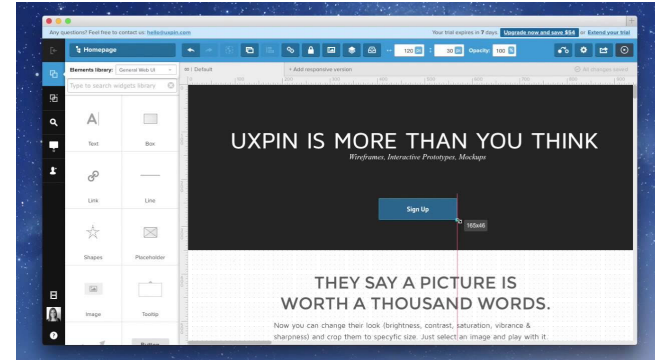 Any questions? Feel free to contact us: hello@uxpin.com
Your trial expires in 7 days. Upgrade now and save $54 or Extend your trial
Homepage
120 px
30 px
Opacity: 100 %
Elements library: General Web UI
Default
+ Add responsive version
All changes saved
Type to search widgets library
Text
Box
Link
Line
Shapes
Placeholder
Image
Tooltip
Button
UXPIN IS MORE THAN YOU THINK
Wireframes, Interactive Prototypes, Mockups
Sign Up
165x46
THEY SAY A PICTURE IS
WORTH A THOUSAND WORDS.
Now you can change their look (brightness, contrast, saturation, vibrance &
sharpness) and crop them to specyfic size. Just select an image and play with it.